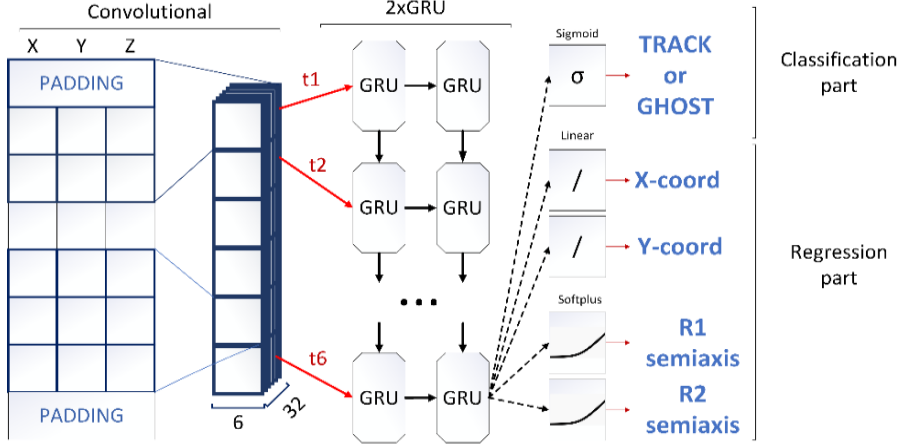 Convolutional
2xGRU
X Y Z
PADDING
t1
GRU GRU
t2
GRU GRU
...
t6
GRU GRU
PADDING
6
32
Sigmoid
σ
TRACK
or
GHOST
Classification
part
Linear
/
X-coord
/
Y-coord
Regression
part
Softplus
R1
semiaxis
R2
semiaxis